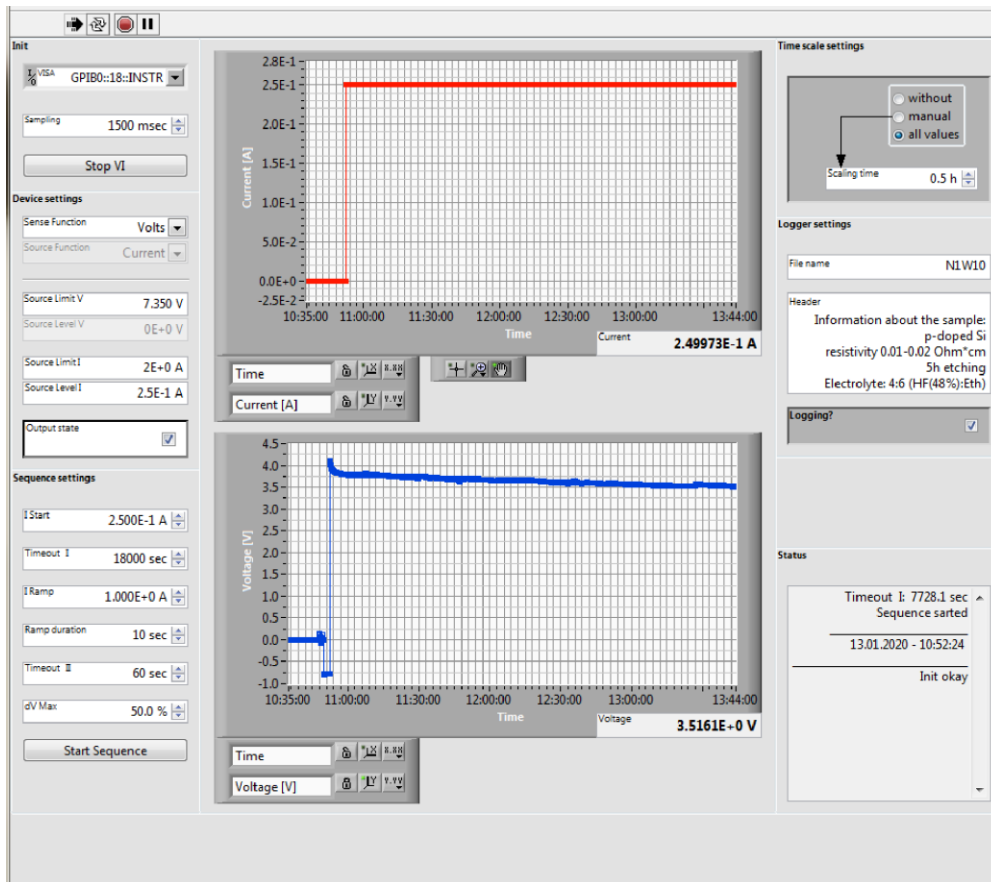 Init
I/O VISA GPIB0::18::INSTR
Sampling
1500 msec
Stop VI
Device settings
Sense Function
Volts
Source Function
Current
Source Limit V
7.350 V
Source Level V
0E+0 V
Source Limit I
2E+0 A
Source Level I
2.5E-1 A
Output state
Sequence settings
I Start
2.500E-1 A
Timeout I
18000 sec
I Ramp
1.000E+0 A
Ramp duration
10 sec
Timeout II
60 sec
dV Max
50.0 %
Start Sequence
Current [A]
2.8E-1
2.5E-1
2.0E-1
1.5E-1
1.0E-1
5.0E-2
0.0E+0
-2.5E-2
10:35:00 11:00:00 11:30:00 12:00:00 12:30:00 13:00:00 13:44:00
Time
Current
2.49973E-1 A
Time
X.XX
Current [A]
Y.YY
Voltage [V]
4.5
4.0
3.5
3.0
2.5
2.0
1.5
1.0
0.5
0.0
-0.5
-1.0
10:35:00 11:00:00 11:30:00 12:00:00 12:30:00 13:00:00 13:44:00
Time
Voltage
3.5161E+0 V
Time
X.XX
Voltage [V]
Y.YY
Time scale settings
without
manual
all values
Scaling time
0.5 h
Logger settings
File name
N1W10
Header
Information about the sample:
p-doped Si
resistivity 0.01-0.02 Ohm*cm
5h etching
Electrolyte: 4:6 (HF(48%):Eth)
Logging?
Status
Timeout I: 7728.1 sec
Sequence sarted
13.01.2020 - 10:52:24
Init okay